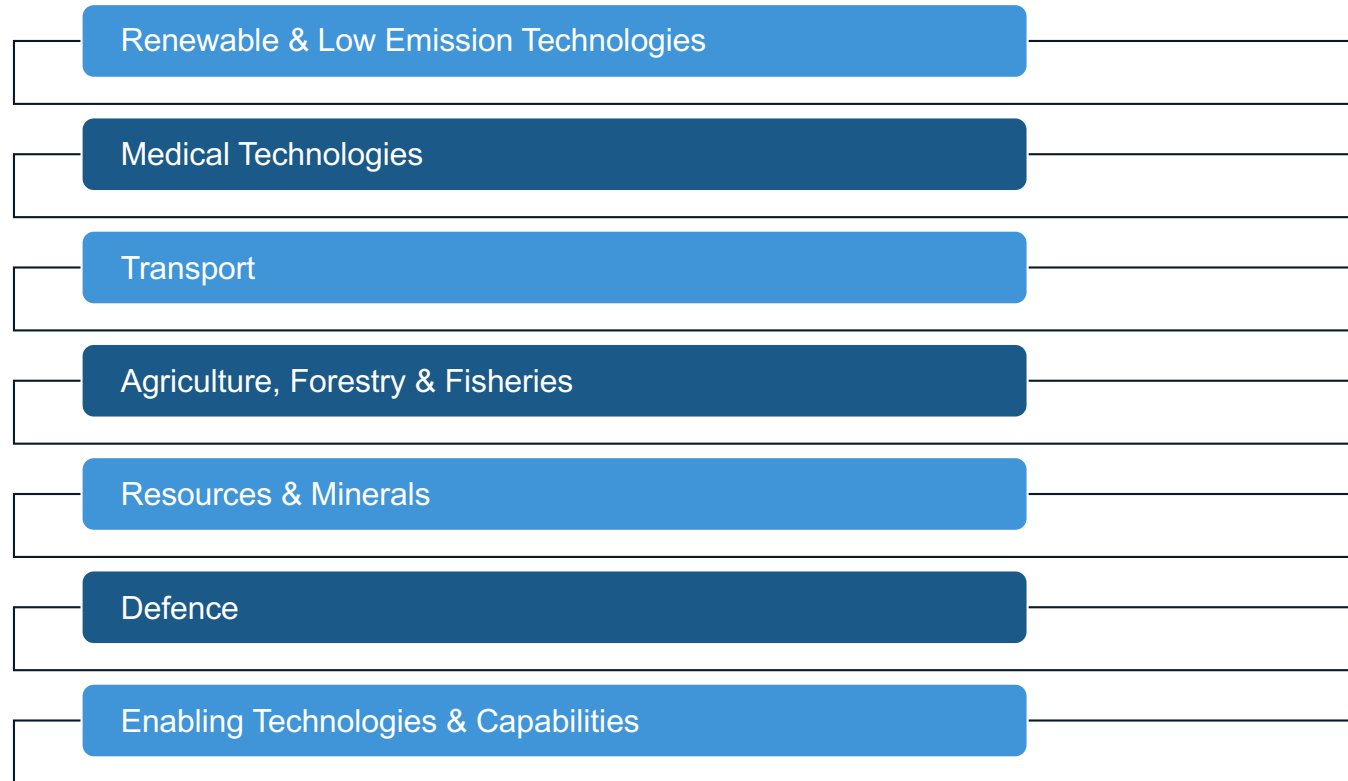 Renewable & Low Emission Technologies
Medical Technologies
Transport
Agriculture, Forestry & Fisheries
Resources & Minerals
Defence
Enabling Technologies & Capabilities